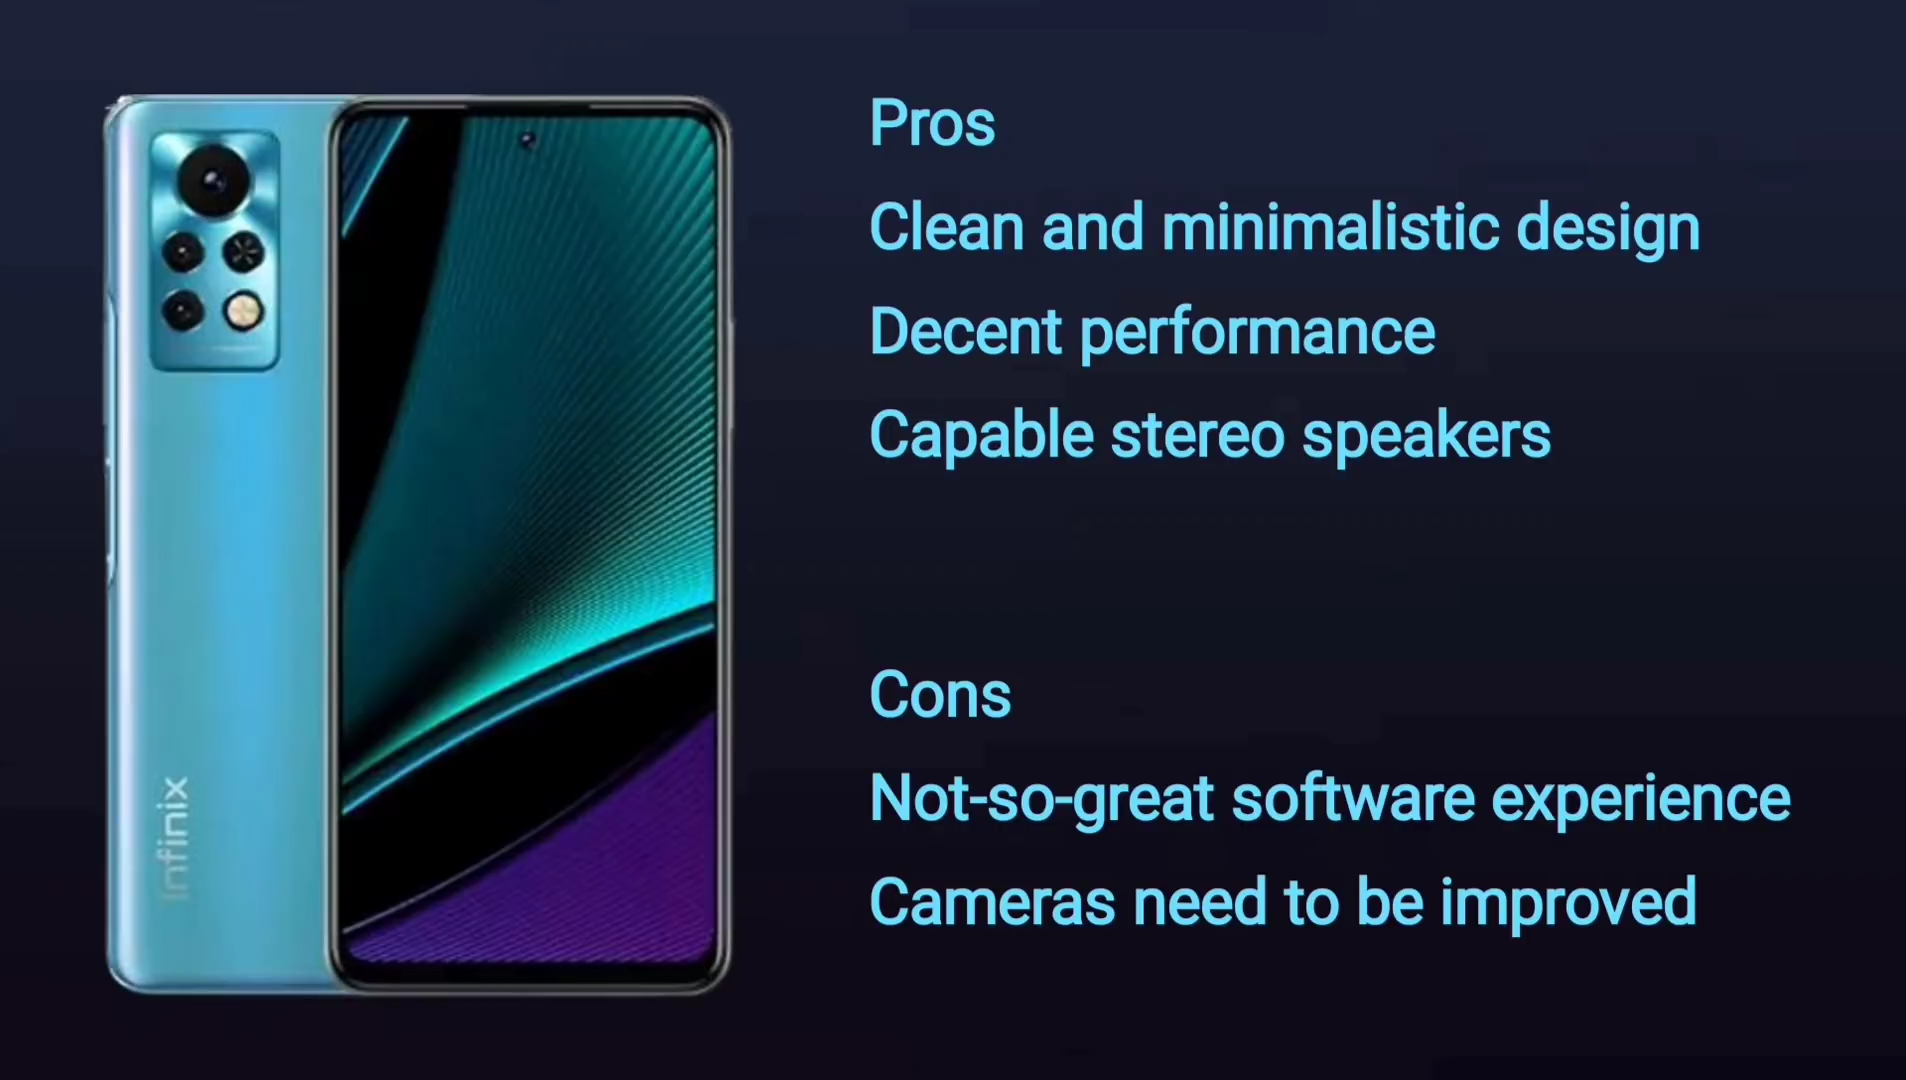 Infinix
Pros
Clean and minimalistic design
Decent performance
Capable stereo speakers
Cons
Not-so-great software experience
Cameras need to be improved